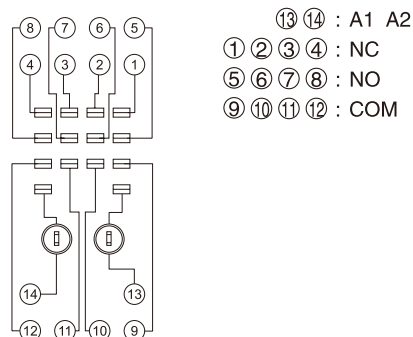 ⑧ ⑦ ⑥ ⑤
④ ③ ② ①
⑭ ⑬
⑫ ⑪ ⑩ ⑨
⑬ ⑭ : A1 A2
① ② ③ ④ : NC
⑤ ⑥ ⑦ ⑧ : NO
⑨ ⑩ ⑪ ⑫ : COM